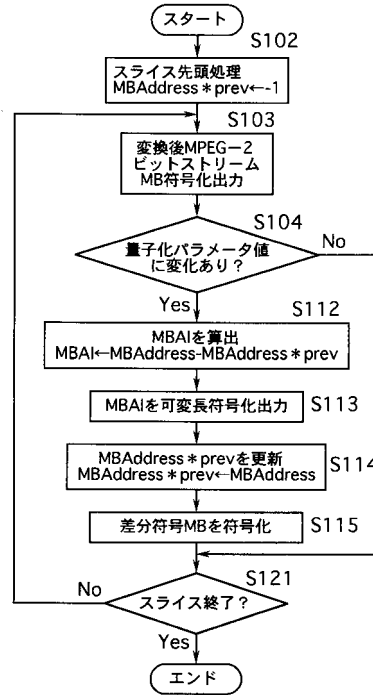 スタート
S102
スライス先頭処理
MBAddress*prev←-1
S103
変換後MPEG-2
ビットストリーム
MB符号化出力
S104
量子化パラメータ値
に変化あり?
No
Yes
S112
MBAIを算出
MBAI←MBAddress-MBAddress*prev
MBAIを可変長符号化出力
S113
MBAddress*prevを更新
MBAddress*prev←MBAddress
S114
差分符号MBを符号化
S115
S121
No
スライス終了?
Yes
エンド